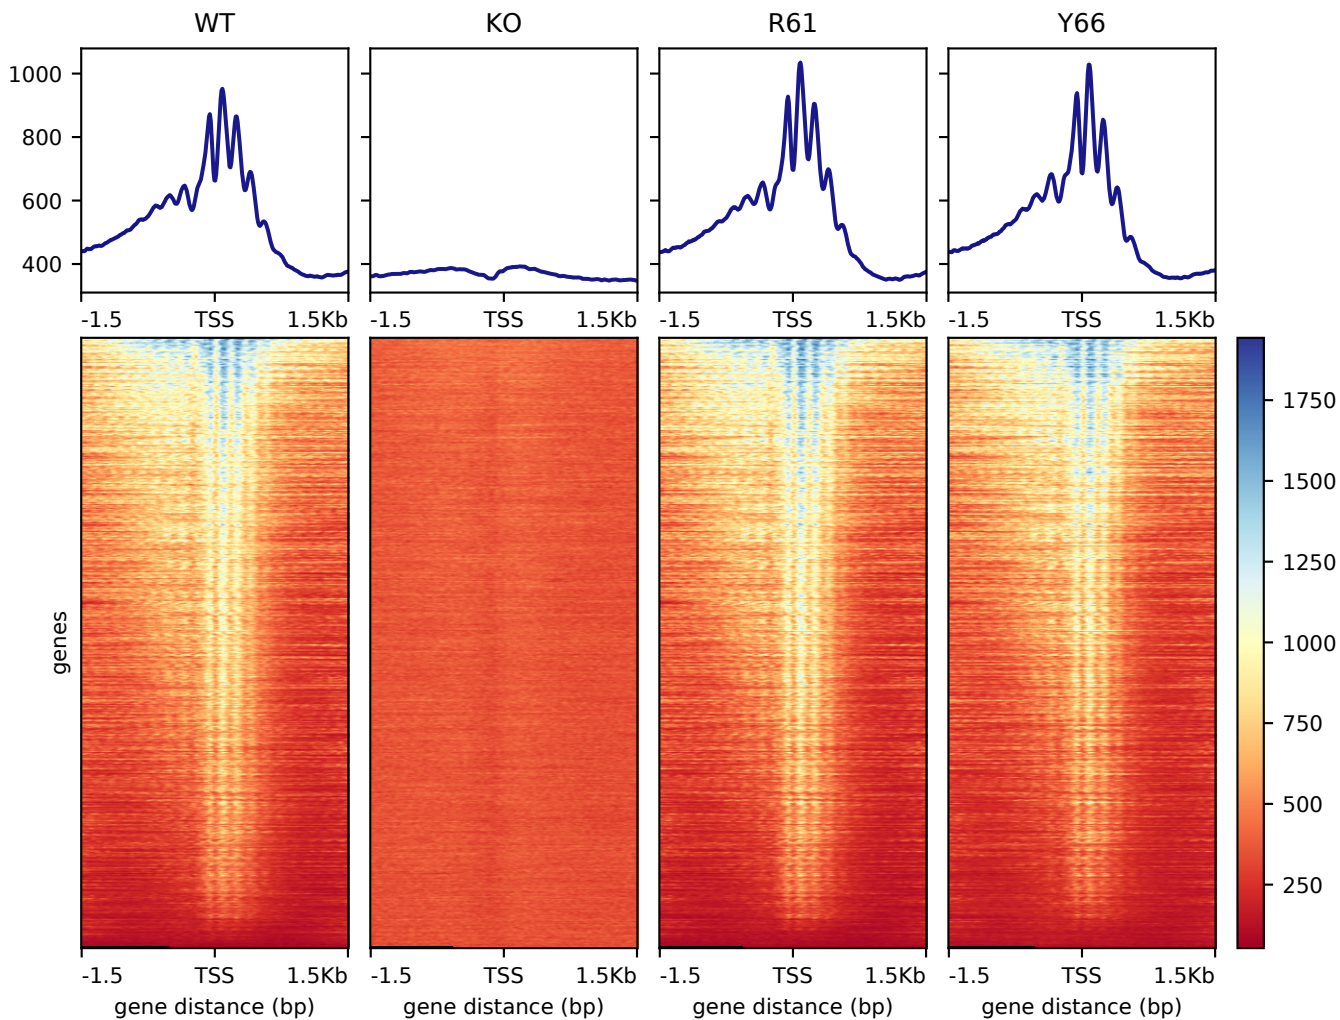 WT KO R61 Y66
1000
800
600
400
-1.5 TSS 1.5Kb -1.5 TSS 1.5Kb -1.5 TSS 1.5Kb -1.5 TSS 1.5Kb
genes
1750
1500
1250
1000
750
500
250
-1.5 TSS 1.5Kb -1.5 TSS 1.5Kb -1.5 TSS 1.5Kb -1.5 TSS 1.5Kb
gene distance (bp) gene distance (bp) gene distance (bp) gene distance (bp)